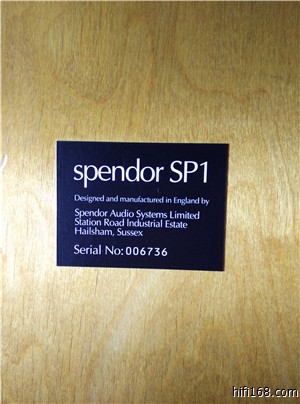 spendor SP1
Designed and manufactured in England by
Spendor Audio Systems Limited
Station Road Industrial Estate
Hailsham, Sussex
Serial No: 006736
hifi168.com